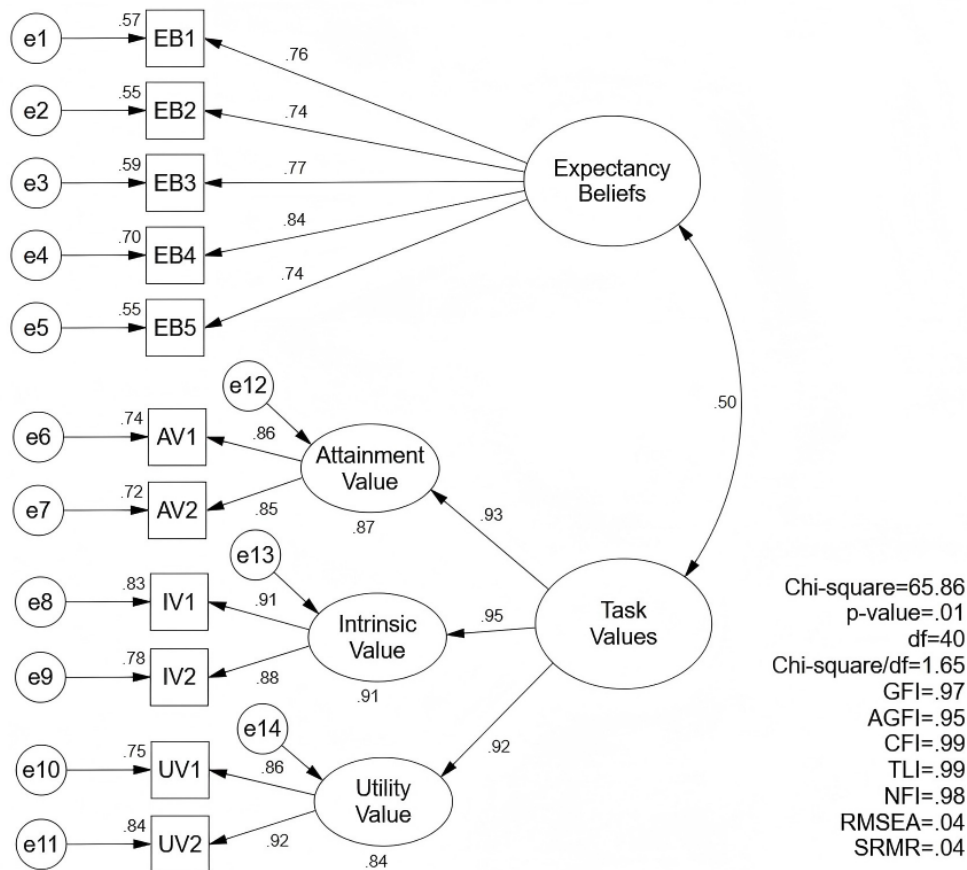 e1
.57
EB1
.76
e2
.55
EB2
.74
e3
.59
EB3
.77
Expectancy
Beliefs
e4
.70
EB4
.84
e5
.55
EB5
.74
.50
e12
e6
.74
AV1
.86
Attainment
Value
e7
.72
AV2
.85
.87
.93
e13
e8
.83
IV1
.91
Intrinsic
Value
.95
Task
Values
e9
.78
IV2
.88
.91
e14
.92
e10
.75
UV1
.86
Utility
Value
e11
.84
UV2
.92
.84
Chi-square=65.86
p-value=.01
df=40
Chi-square/df=1.65
GFI=.97
AGFI=.95
CFI=.99
TLI=.99
NFI=.98
RMSEA=.04
SRMR=.04